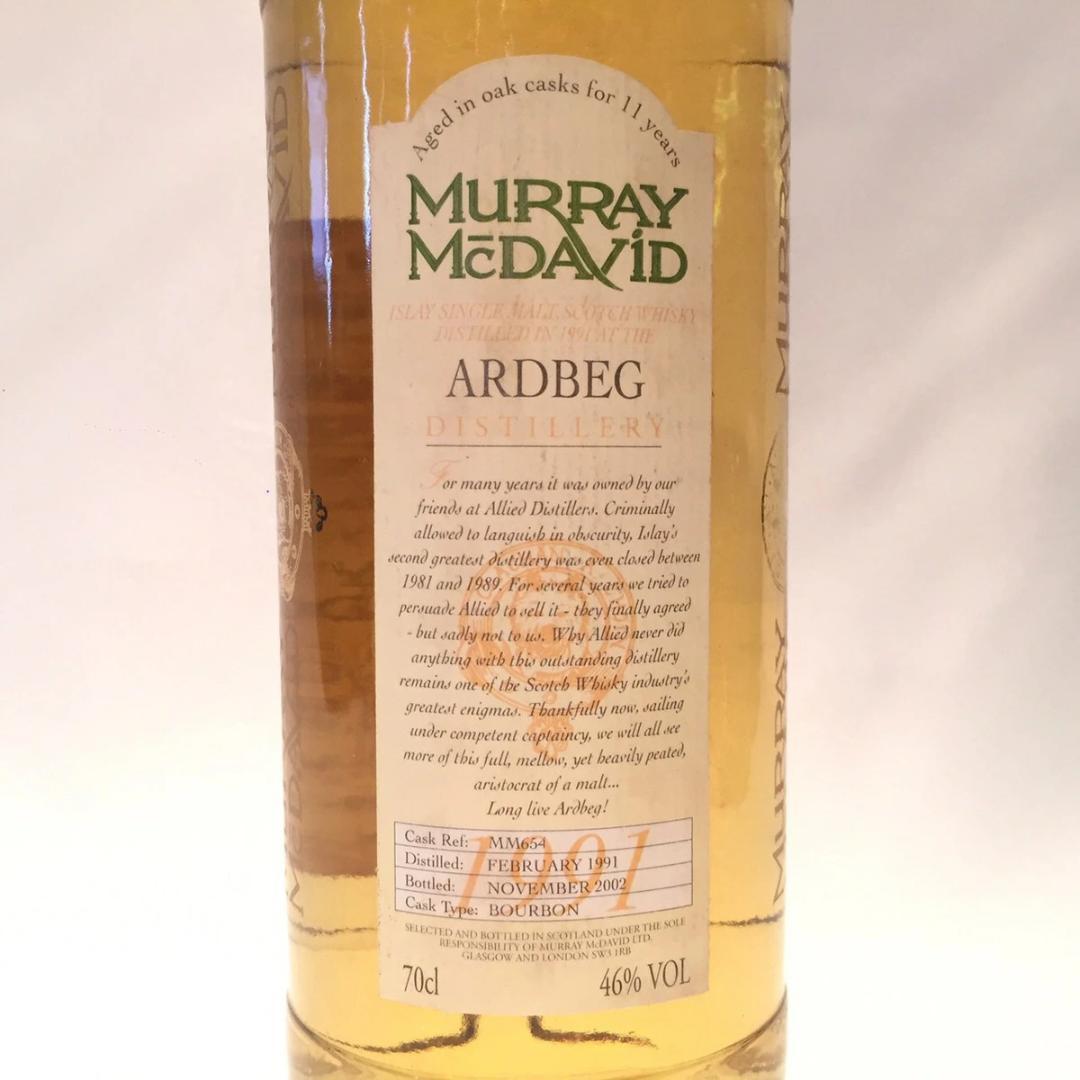 Aged in oak casks for 11 years
MURRAY
McDAVID
ISLAY SINGLE MALT SCOTCH WHISKY
DISTILLED IN 1991 AT THE
ARDBEG
DISTILLERY
For many years it was owned by our
friends at Allied Distillers. Criminally
allowed to languish in obscurity, Islay's
second greatest distillery was even closed between
1981 and 1989. For several years we tried to
persuade Allied to sell it - they finally agreed
- but sadly not to us. Why Allied never did
anything with this outstanding distillery
remains one of the Scotch Whisky industry's
greatest enigmas. Thankfully now, sailing
under competent captaincy, we will all see
more of this full, mellow, yet heavily peated,
aristocrat of a malt...
Long live Ardbeg!
1991
Cask Ref: MM654
Distilled: FEBRUARY 1991
Bottled: NOVEMBER 2002
Cask Type: BOURBON
SELECTED AND BOTTLED IN SCOTLAND UNDER THE SOLE
RESPONSIBILITY OF MURRAY McDAVID LTD.
GLASGOW AND LONDON SW3 1RB
70cl 46% VOL
McDAVID
MURRAY
MURRAY